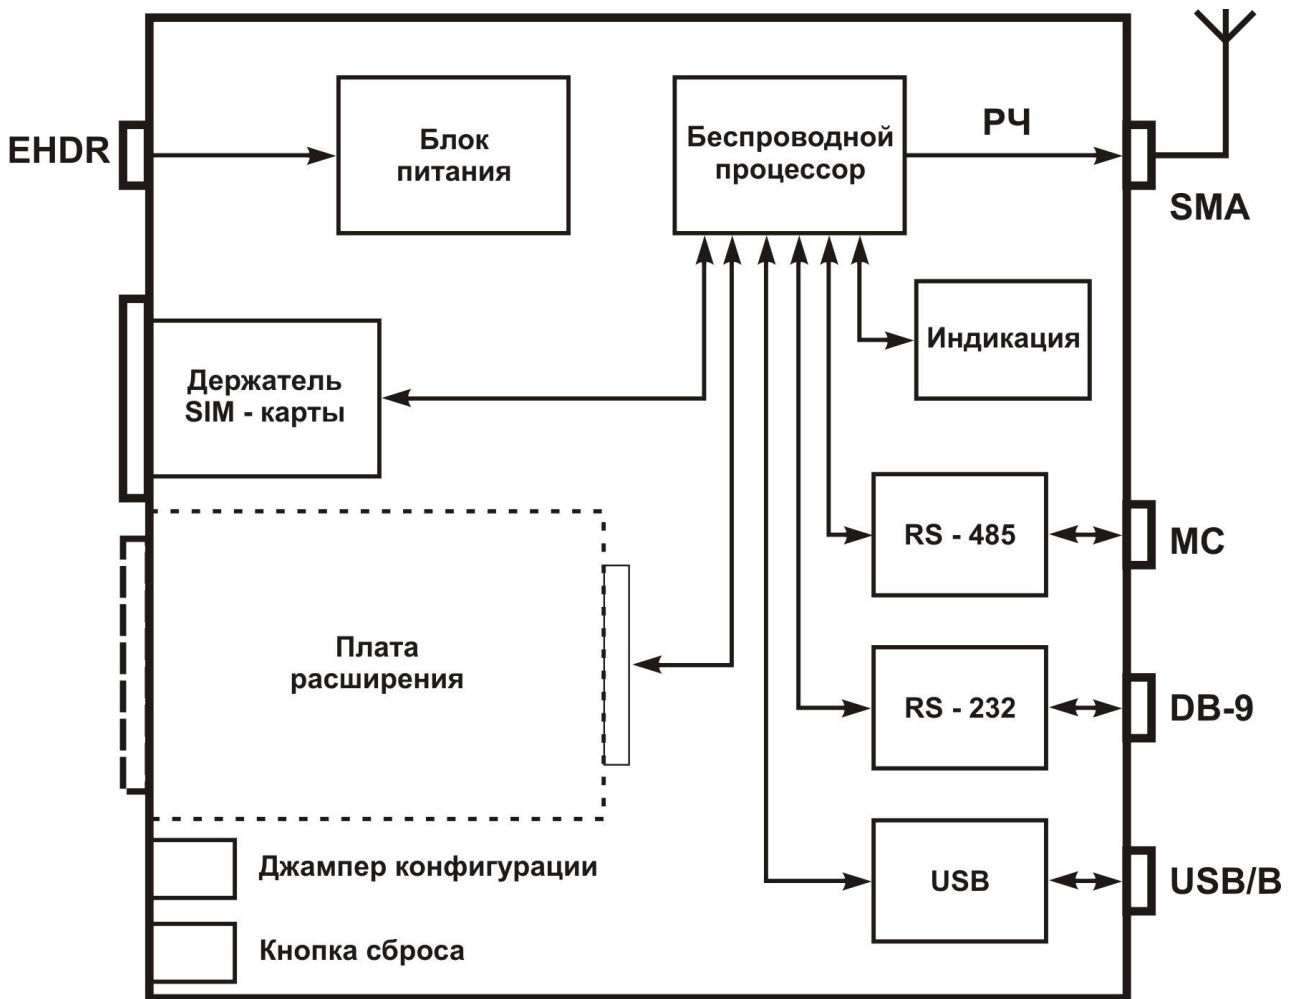 EHDR
Блок
питания
Беспроводной
процессор
РЧ
SMA
Индикация
Держатель
SIM - карты
RS - 485
MC
Плата
расширения
RS - 232
DB-9
Джампер конфигурации
USB
USB/B
Кнопка сброса